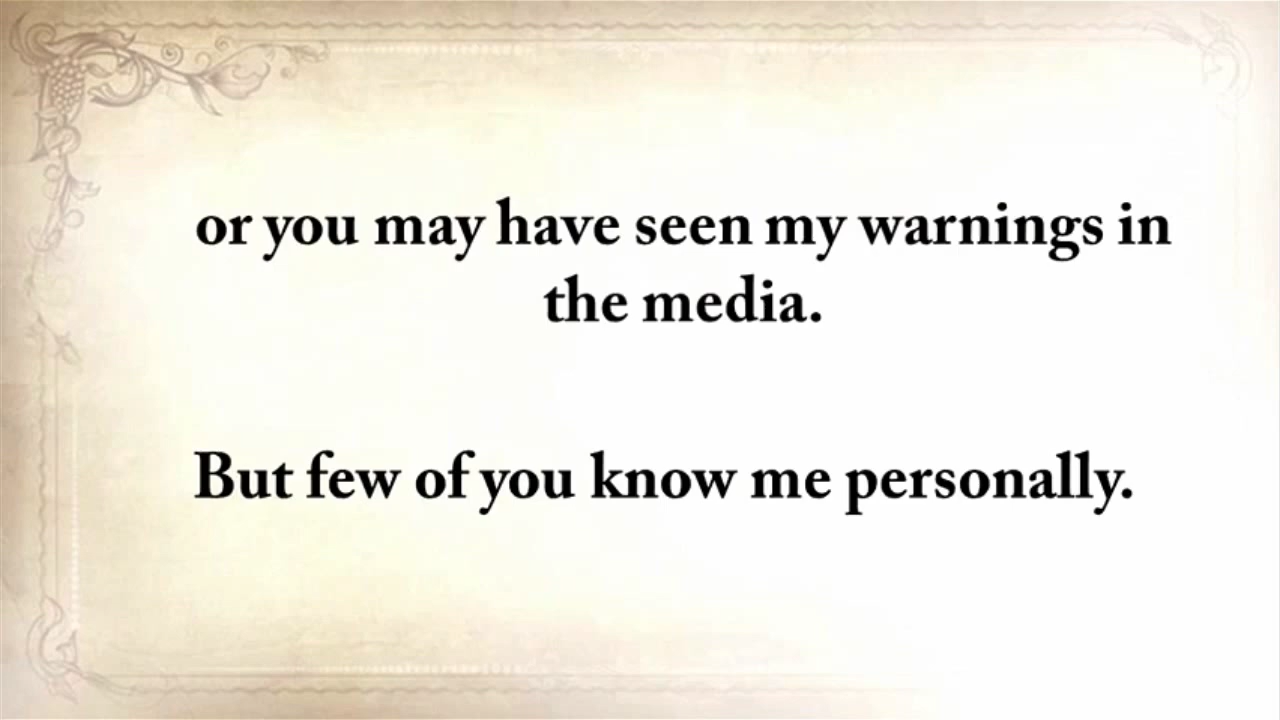 or you may have seen my warnings in
the media.
But few of you know me personally.